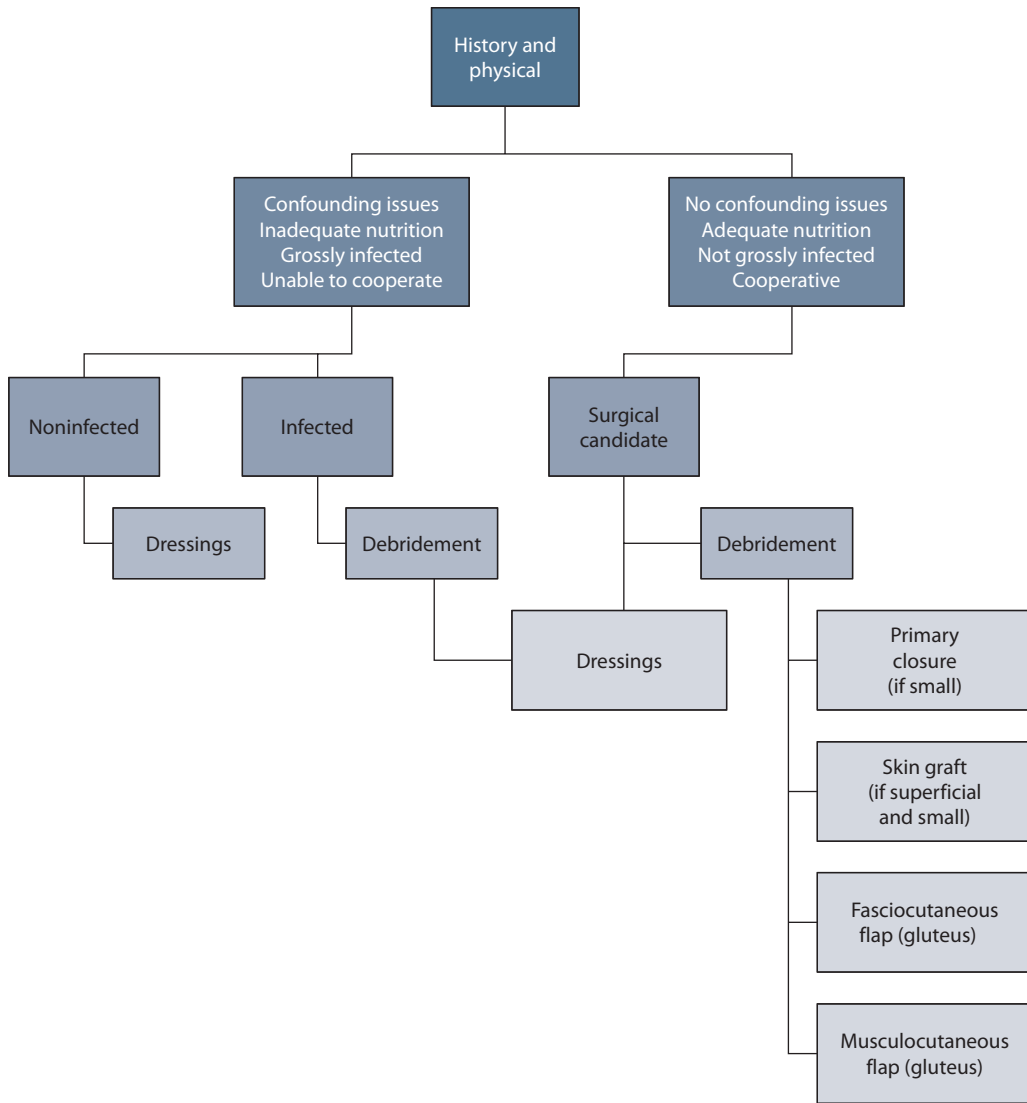 History and
physical
Confounding issues
Inadequate nutrition
Grossly infected
Unable to cooperate
No confounding issues
Adequate nutrition
Not grossly infected
Cooperative
Noninfected
Infected
Surgical
candidate
Dressings
Debridement
Debridement
Dressings
Primary
closure
(if small)
Skin graft
(if superficial
and small)
Fasciocutaneous
flap (gluteus)
Musculocutaneous
flap (gluteus)